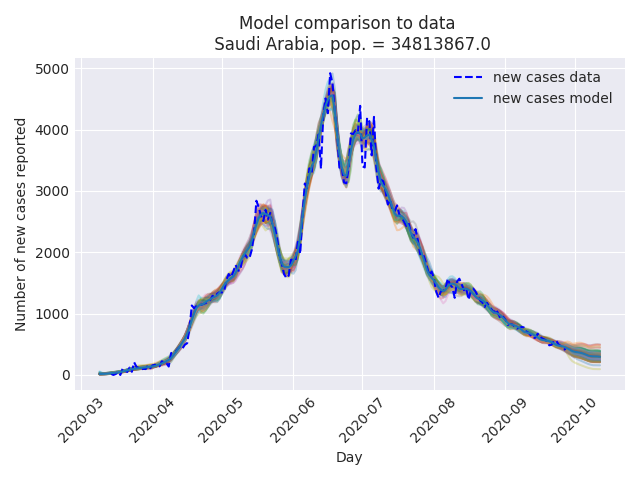 Model comparison to data
Saudi Arabia, pop. = 34813867.0
new cases data
new cases model
Number of new cases reported
5000
4000
3000
2000
1000
0
2020-03
2020-04
2020-05
2020-06
2020-07
2020-08
2020-09
2020-10
Day